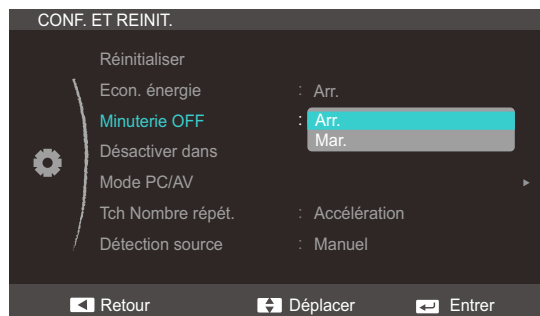 CONF. ET REINIT.
Réinitialiser
Econ. énergie : Arr.
Minuterie OFF : Arr.
Mar.
Désactiver dans
Mode PC/AV
Tch Nombre répét. : Accélération
Détection source : Manuel
Retour Déplacer Entrer